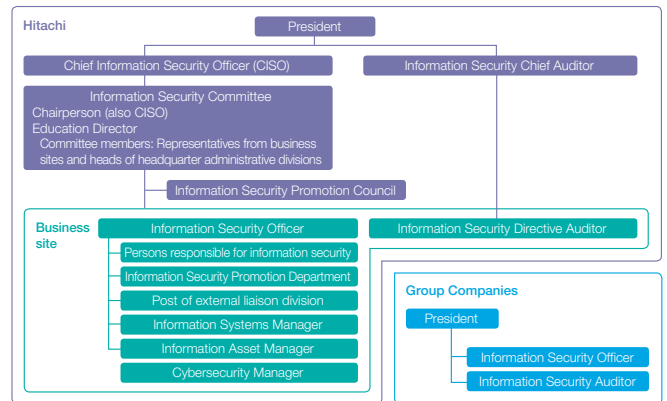 Hitachi
President
Chief Information Security Officer (CISO)
Information Security Chief Auditor
Information Security Committee
Chairperson (also CISO)
Education Director
Committee members: Representatives from business
sites and heads of headquarter administrative divisions
Information Security Promotion Council
Business
site
Information Security Officer
Information Security Directive Auditor
Persons responsible for information security
Information Security Promotion Department
Post of external liaison division
Information Systems Manager
Information Asset Manager
Cybersecurity Manager
Group Companies
President
Information Security Officer
Information Security Auditor